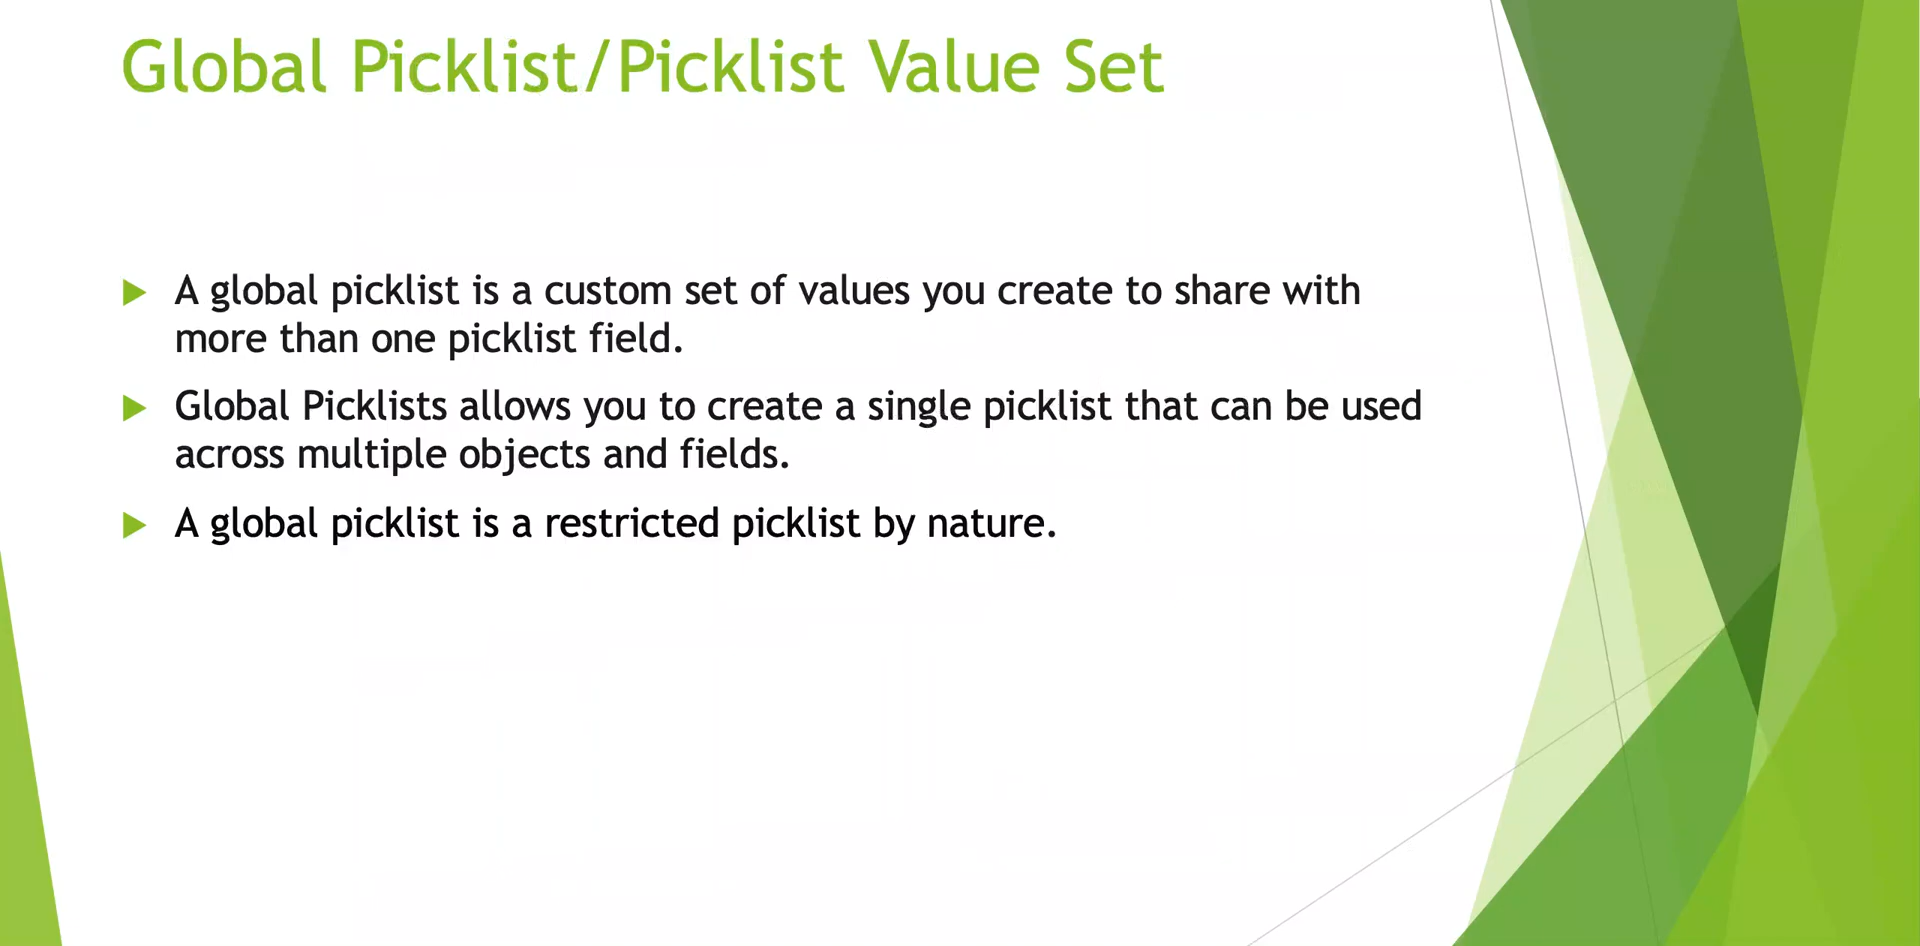 Global Picklist/Picklist Value Set
A global picklist is a custom set of values you create to share with
more than one picklist field.
Global Picklists allows you to create a single picklist that can be used
across multiple objects and fields.
A global picklist is a restricted picklist by nature.